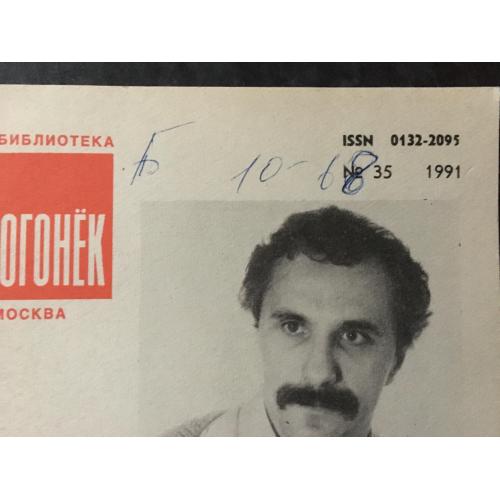 БИБЛИОТЕКА
ОГОНЁК
МОСКВА
ISSN 0132-2095
№ 35 1991
10-68